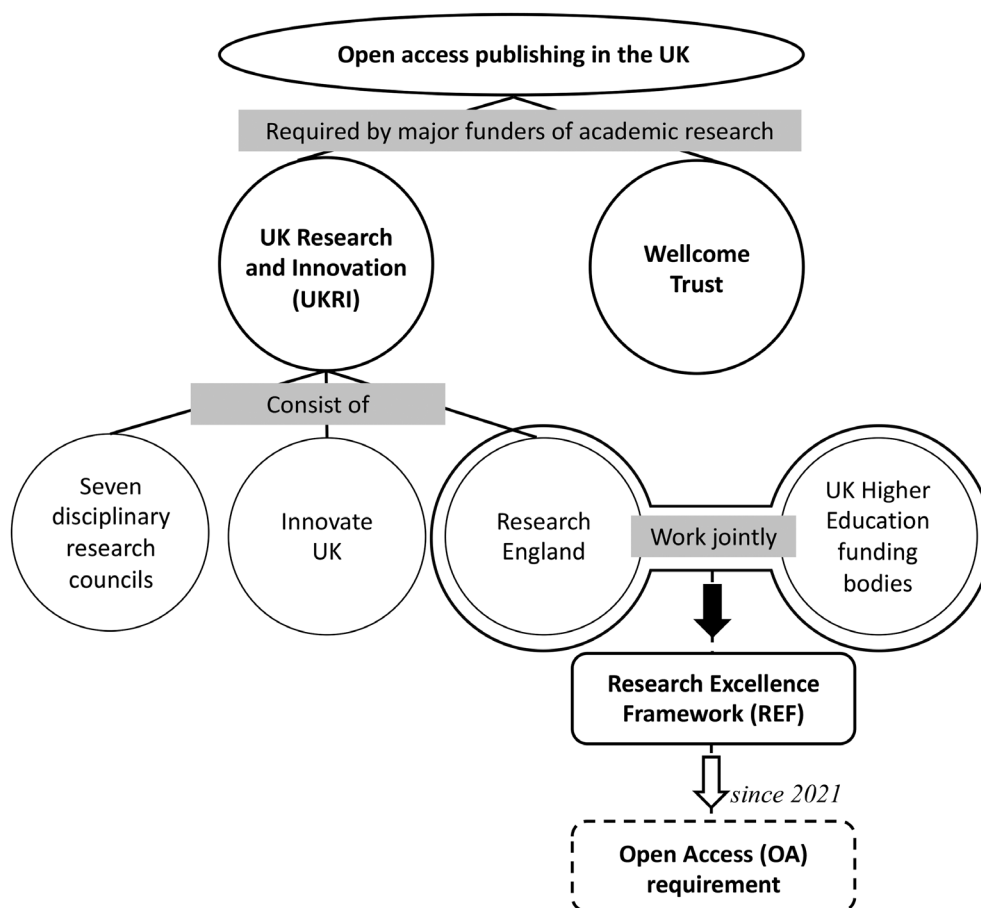 Open access publishing in the UK
Required by major funders of academic research
UK Research
and Innovation
(UKRI)
Wellcome
Trust
Consist of
Seven
disciplinary
research
councils
Innovate
UK
Research
England
Work jointly
UK Higher
Education
funding
bodies
Research Excellence
Framework (REF)
since 2021
Open Access (OA)
requirement